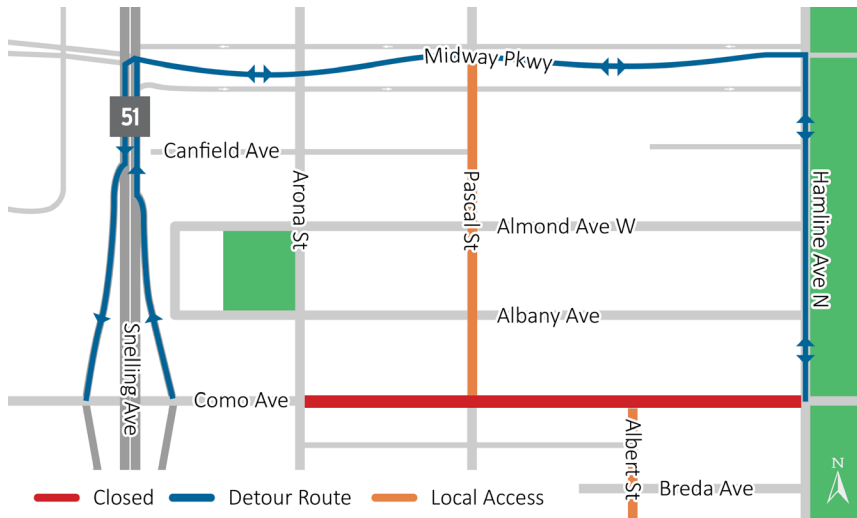 Midway Pkwy
51
Canfield Ave
Arona St
Pascal St
Hamline Ave N
Almond Ave W
Albany Ave
Snelling Ave
Como Ave
Albert St
Breda Ave
N
Closed
Detour Route
Local Access